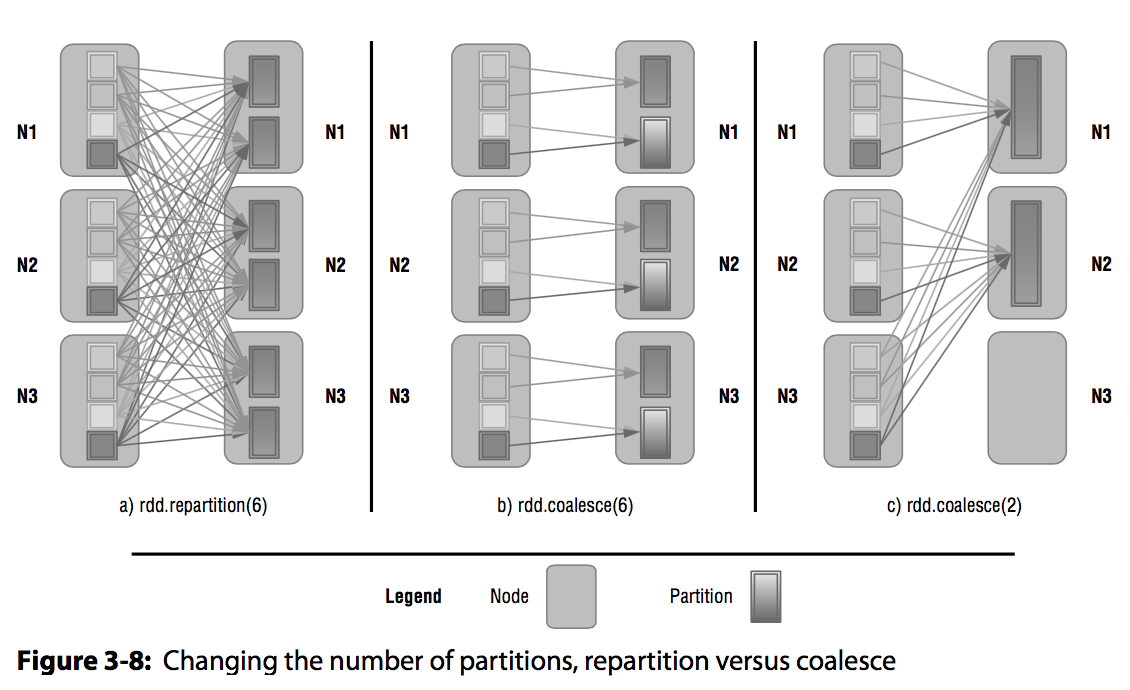 N1 N1 N1 N1 N1 N1
N2 N2 N2 N2 N2 N2
N3 N3 N3 N3 N3 N3
a) rdd.repartition(6) b) rdd.coalesce(6) c) rdd.coalesce(2)
Legend Node Partition
Figure 3-8: Changing the number of partitions, repartition versus coalesce